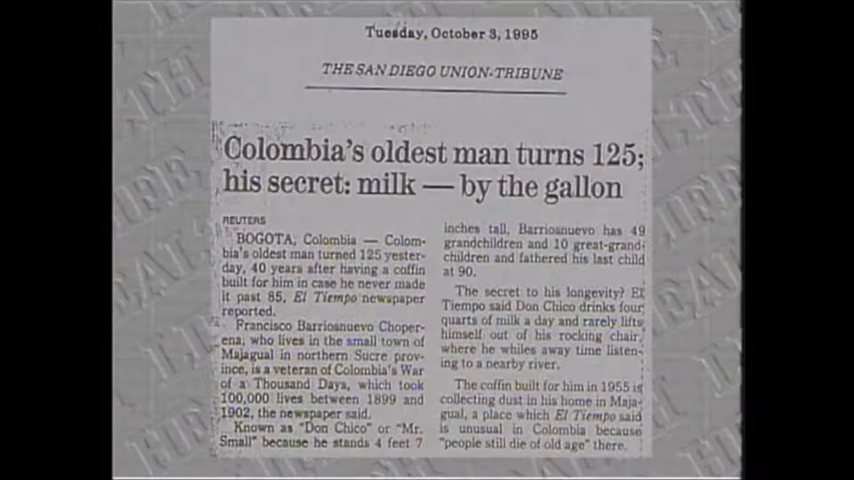 Tuesday, October 3, 1995
THE SAN DIEGO UNION-TRIBUNE
Colombia's oldest man turns 125;
his secret: milk — by the gallon
REUTERS
BOGOTA, Colombia — Colom-
bia's oldest man turned 125 yester-
day, 40 years after having a coffin
built for him in case he never made
it past 85, El Tiempo newspaper
reported.
Francisco Barriosnuevo Choper-
ena, who lives in the small town of
Majagual in northern Sucre prov-
ince, is a veteran of Colombia's War
of a Thousand Days, which took
100,000 lives between 1899 and
1902, the newspaper said.
Known as "Don Chico" or "Mr.
Small" because he stands 4 feet 7
inches tall, Barriosnuevo has 49
grandchildren and 10 great-grand-
children and fathered his last child
at 90.
The secret to his longevity? El
Tiempo said Don Chico drinks four
quarts of milk a day and rarely lifts
himself out of his rocking chair,
where he whiles away time listen-
ing to a nearby river.
The coffin built for him in 1955 is
collecting dust in his home in Maja-
gual, a place which El Tiempo said
is unusual in Colombia because
"people still die of old age" there.